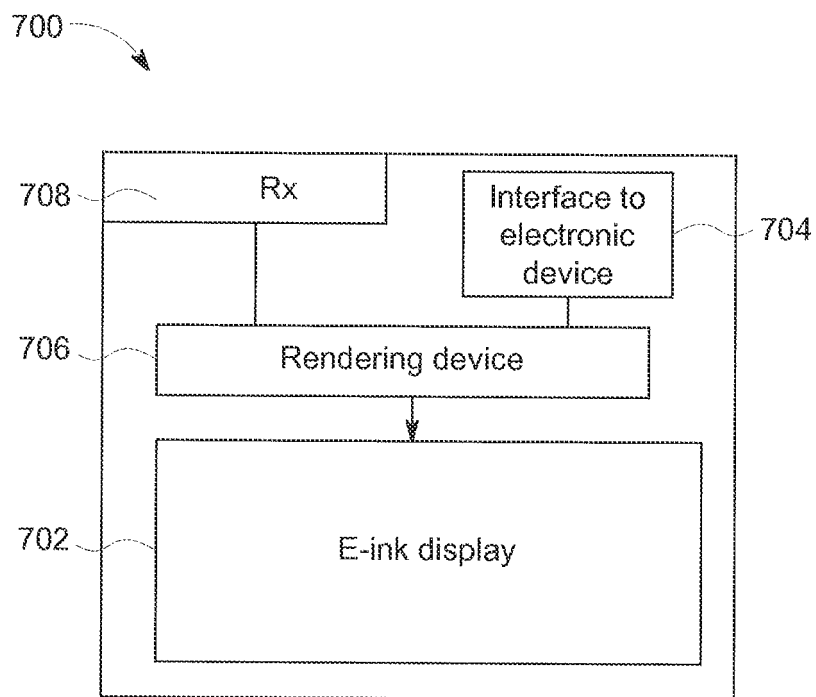 700
708
Rx
Interface to
electronic
device
704
706
Rendering device
702
E-ink display